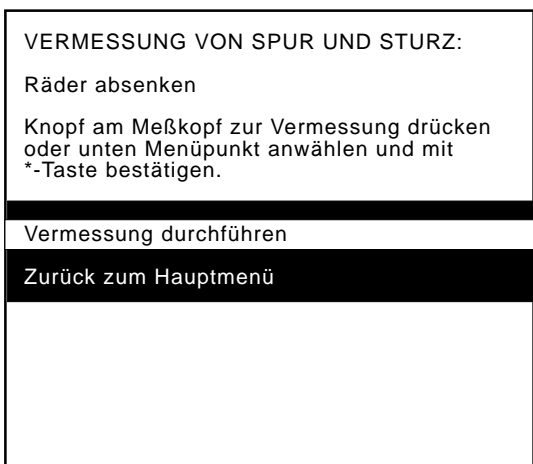 VERMESSUNG VON SPUR UND STURZ:
Räder absenken
Knopf am Meßkopf zur Vermessung drücken
oder unten Menüpunkt anwählen und mit
*-Taste bestätigen.
Vermessung durchführen
Zurück zum Hauptmenü